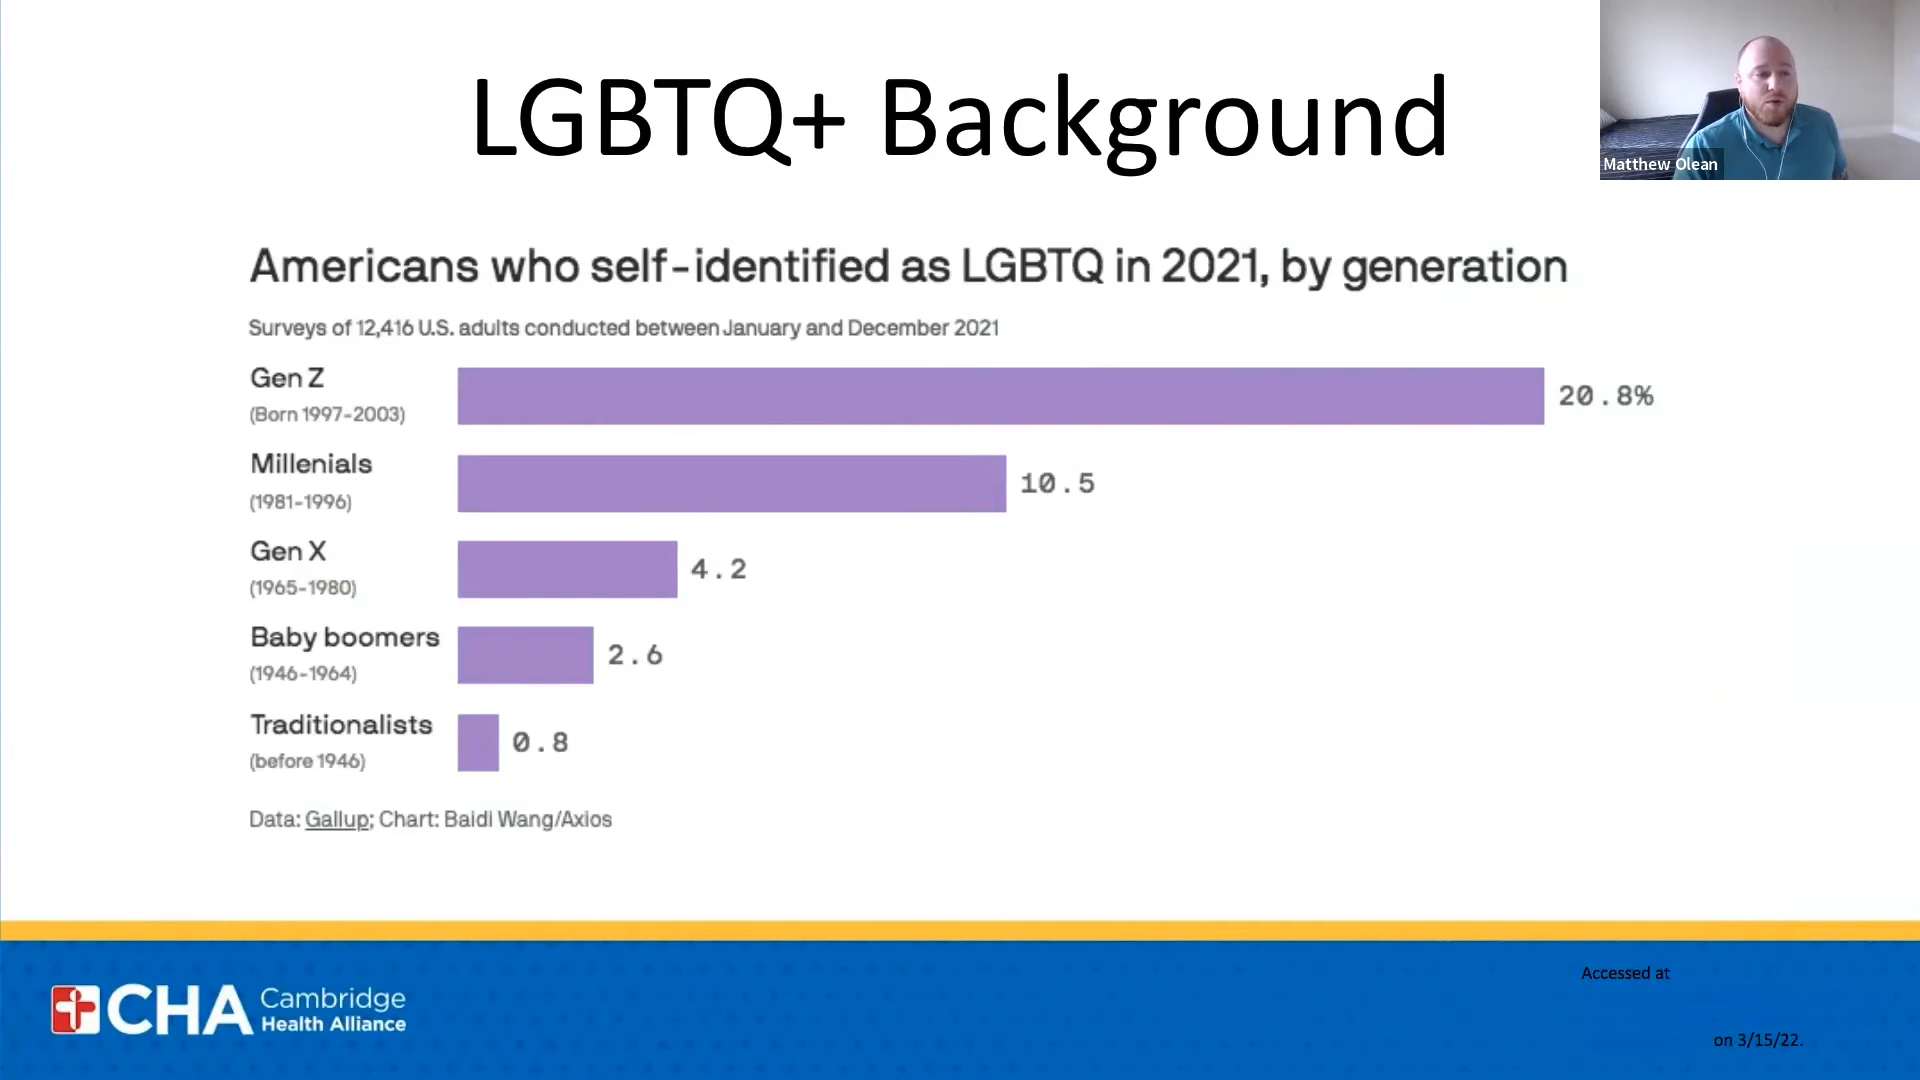 LGBTQ+ Background
Matthew Olean
Americans who self-identified as LGBTQ in 2021, by generation
Surveys of 12,416 U.S. adults conducted between January and December 2021
Gen Z
(Born 1997-2003)
20.8%
Millenials
(1981-1996)
10.5
Gen X
(1965-1980)
4.2
Baby boomers
(1946-1964)
2.6
Traditionalists
(before 1946)
0.8
Data: Gallup; Chart: Baidi Wang/Axios
CHA Cambridge
Health Alliance
Accessed at
on 3/15/22.